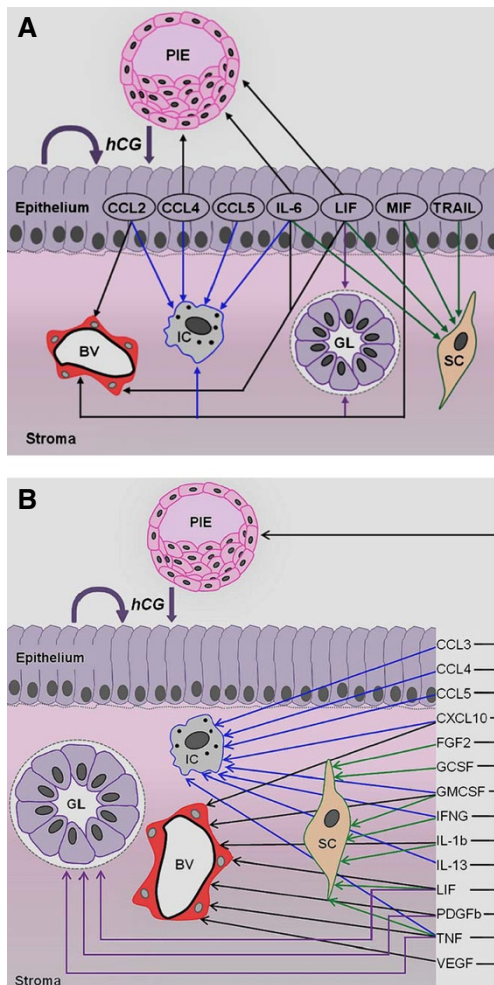 A
PIE
hCG
Epithelium CCL2 CCL4 CCL5 IL-6 LIF MIF TRAIL
BV
IC
GL
SC
Stroma
B
PIE
hCG
Epithelium
CCL3
CCL4
CCL5
CXCL10
FGF2
GCSF
GMCSF
IFNG
IL-1b
IL-13
LIF
PDGFb
TNF
VEGF
IC
GL
SC
BV
Stroma